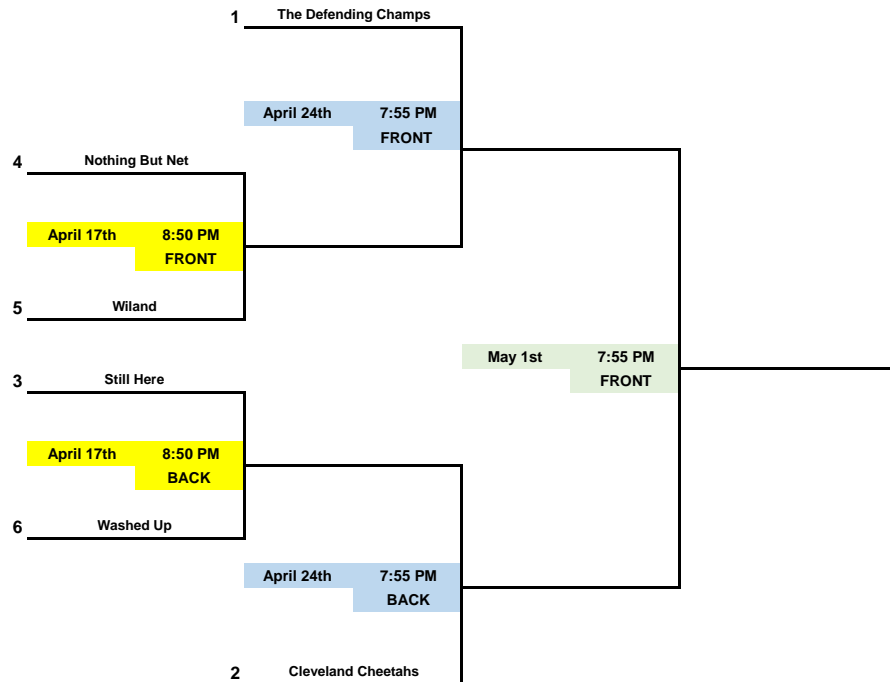 1 The Defending Champs
April 24th 7:55 PM
FRONT
4 Nothing But Net
April 17th 8:50 PM
FRONT
5 Wiland
May 1st 7:55 PM
FRONT
3 Still Here
April 17th 8:50 PM
BACK
6 Washed Up
April 24th 7:55 PM
BACK
2 Cleveland Cheetahs